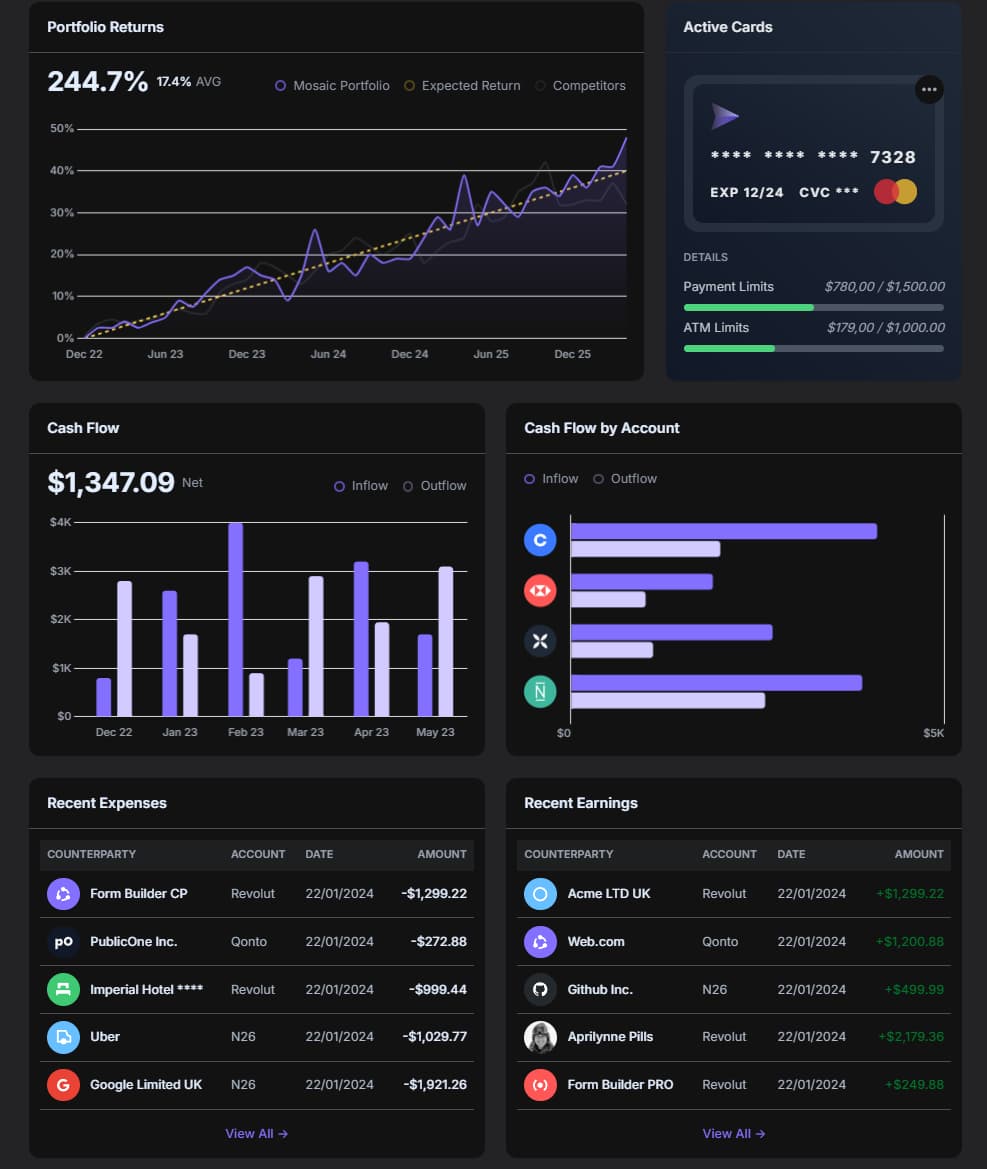 Portfolio Returns
244.7% 17.4% AVG
Mosaic Portfolio Expected Return Competitors
50%
40%
30%
20%
10%
0%
Dec 22 Jun 23 Dec 23 Jun 24 Dec 24 Jun 25 Dec 25
Active Cards
**** **** **** 7328
EXP 12/24 CVC ***
DETAILS
Payment Limits $780,00 / $1,500.00
ATM Limits $179,00 / $1,000.00
Cash Flow
$1,347.09 Net
Inflow Outflow
$4K
$3K
$2K
$1K
$0
Dec 22 Jan 23 Feb 23 Mar 23 Apr 23 May 23
Cash Flow by Account
Inflow Outflow
C
N
$0 $5K
Recent Expenses
COUNTERPARTY ACCOUNT DATE AMOUNT
Form Builder CP Revolut 22/01/2024 -$1,299.22
po PublicOne Inc. Qonto 22/01/2024 -$272.88
Imperial Hotel **** Revolut 22/01/2024 -$999.44
Uber N26 22/01/2024 -$1,029.77
G Google Limited UK N26 22/01/2024 -$1,921.26
View All →
Recent Earnings
COUNTERPARTY ACCOUNT DATE AMOUNT
Acme LTD UK Revolut 22/01/2024 +$1,299.22
Web.com Qonto 22/01/2024 +$1,200.88
Github Inc. N26 22/01/2024 +$499.99
Aprilynne Pills Revolut 22/01/2024 +$2,179.36
Form Builder PRO Revolut 22/01/2024 +$249.88
View All →